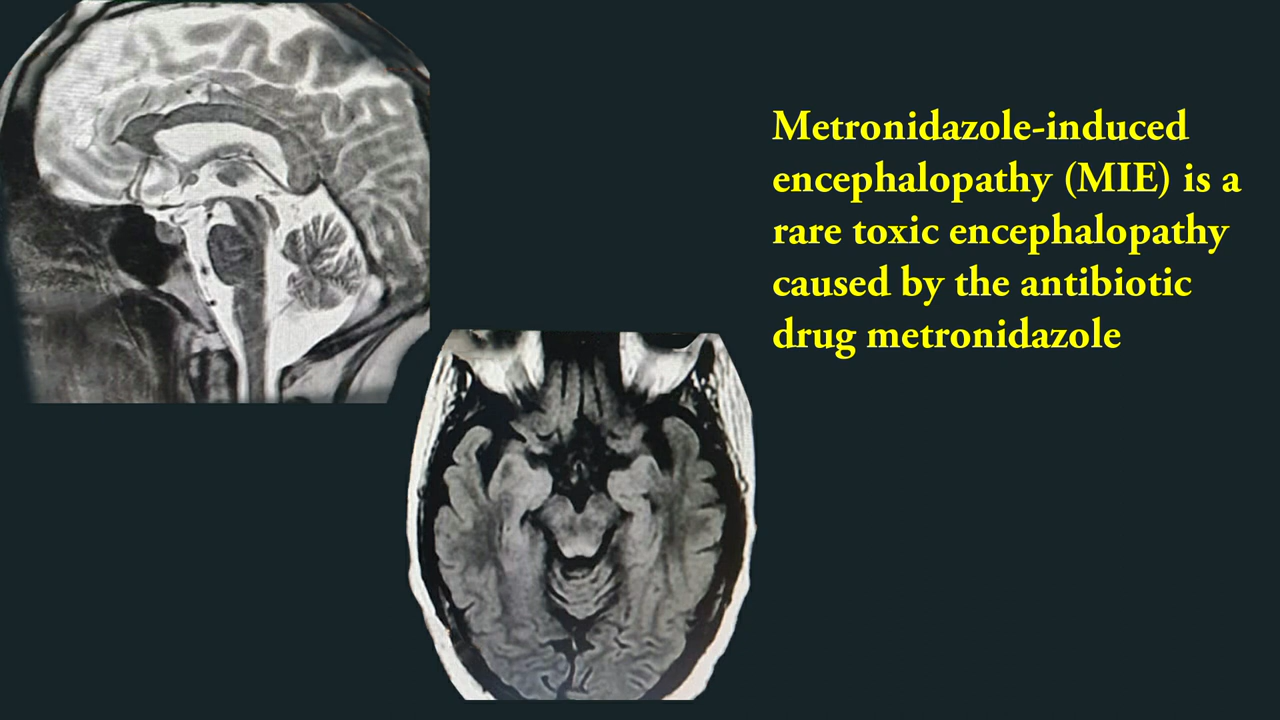 Metronidazole-induced
encephalopathy (MIE) is a
rare toxic encephalopathy
caused by the antibiotic
drug metronidazole